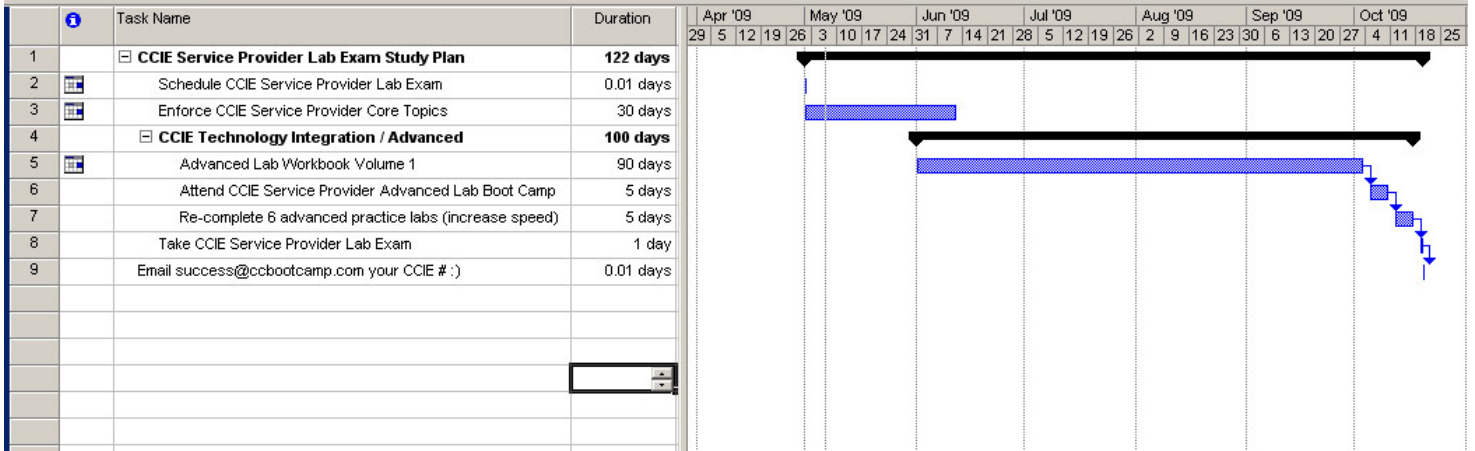 Task Name Duration Apr '09 May '09 Jun '09 Jul '09 Aug '09 Sep '09 Oct '09
29 5 12 19 26 3 10 17 24 31 7 14 21 28 5 12 19 26 2 9 16 23 30 6 13 20 27 4 11 18 25
1 CCIE Service Provider Lab Exam Study Plan 122 days
2 Schedule CCIE Service Provider Lab Exam 0.01 days
3 Enforce CCIE Service Provider Core Topics 30 days
4 CCIE Technology Integration / Advanced 100 days
5 Advanced Lab Workbook Volume 1 90 days
6 Attend CCIE Service Provider Advanced Lab Boot Camp 5 days
7 Re-complete 6 advanced practice labs (increase speed) 5 days
8 Take CCIE Service Provider Lab Exam 1 day
9 Email success@ccbootcamp.com your CCIE # :) 0.01 days